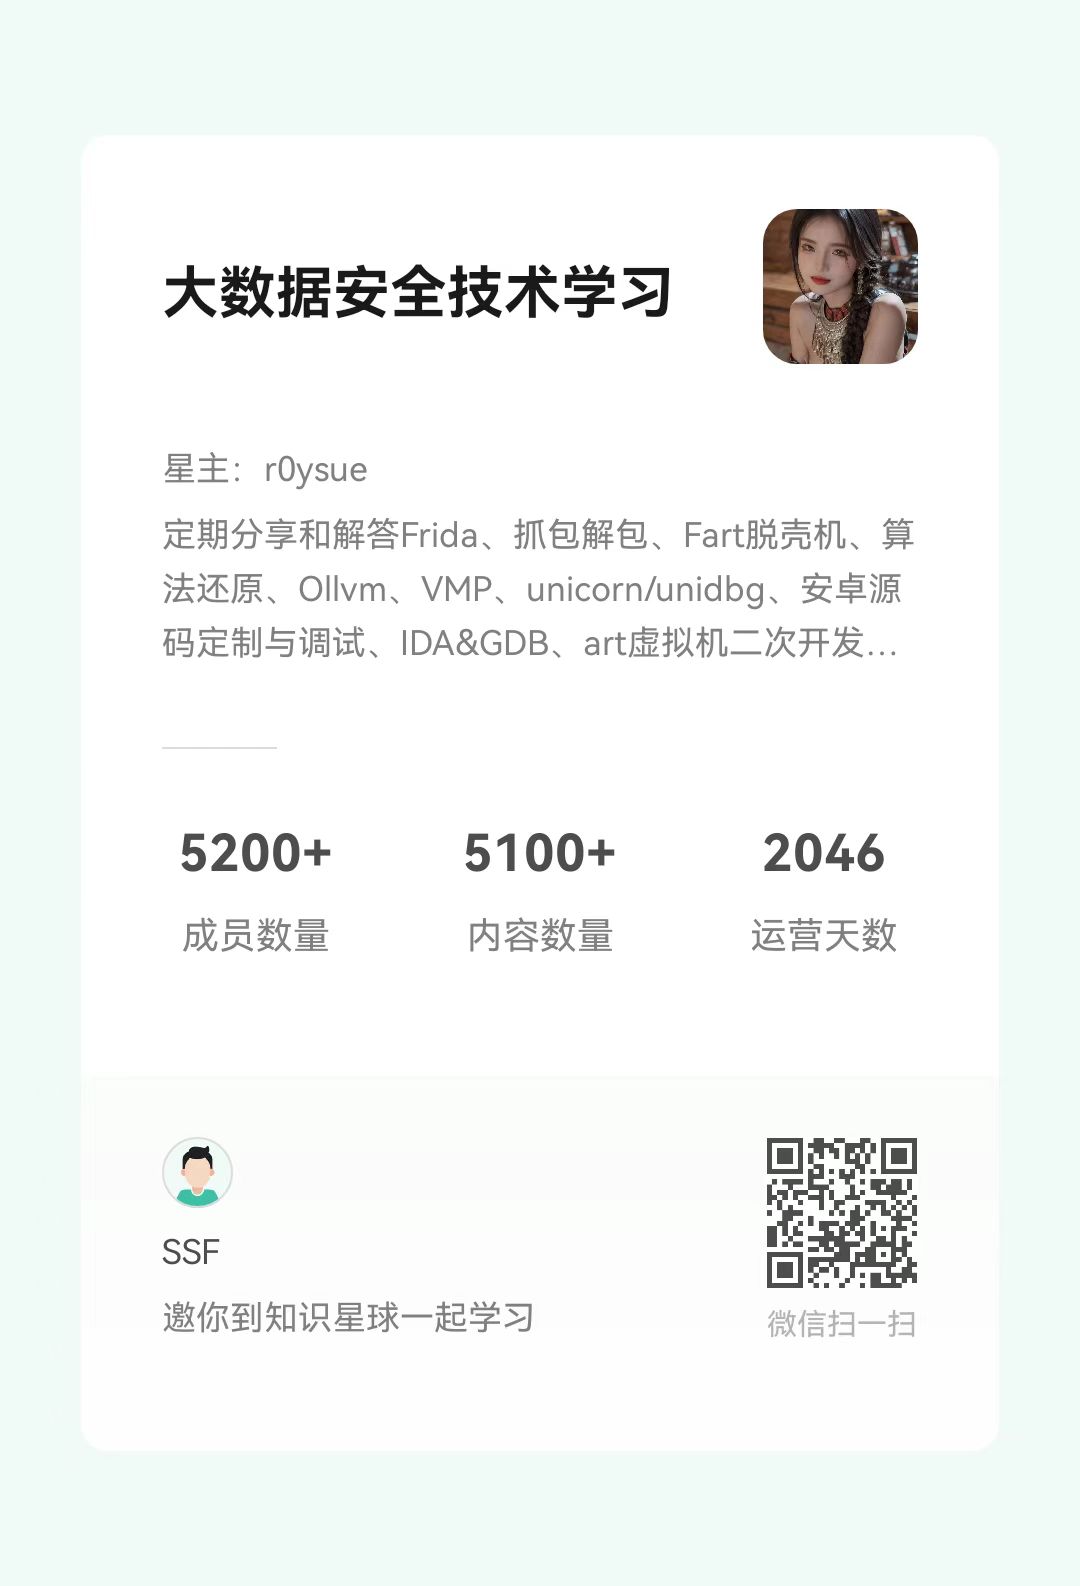 大数据安全技术学习
星主：r0ysue
定期分享和解答Frida、抓包解包、Fart脱壳机、算
法还原、Ollvm、VMP、unicorn/unidbg、安卓源
码定制与调试、IDA&GDB、art虚拟机二次开发...
5200+ 5100+ 2046
成员数量 内容数量 运营天数
SSF
邀你到知识星球一起学习
微信扫一扫